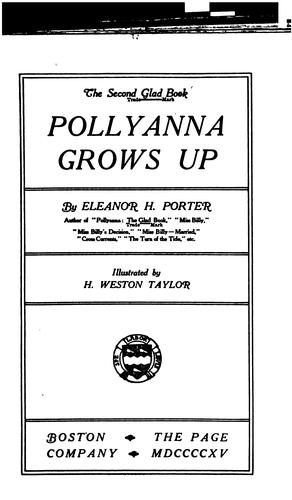 The Second Glad Book
Trade Mark
POLLYANNA
GROWS UP
By ELEANOR H. PORTER
Author of "Pollyanna: The Glad Book," "Miss Billy,"
Trade Mark
"Miss Billy's Decision," "Miss Billy—Married,"
"Cross Currents," "The Turn of the Tide," etc.
Illustrated by
H. WESTON TAYLOR
BOSTON THE PAGE
COMPANY MDCCCCXV